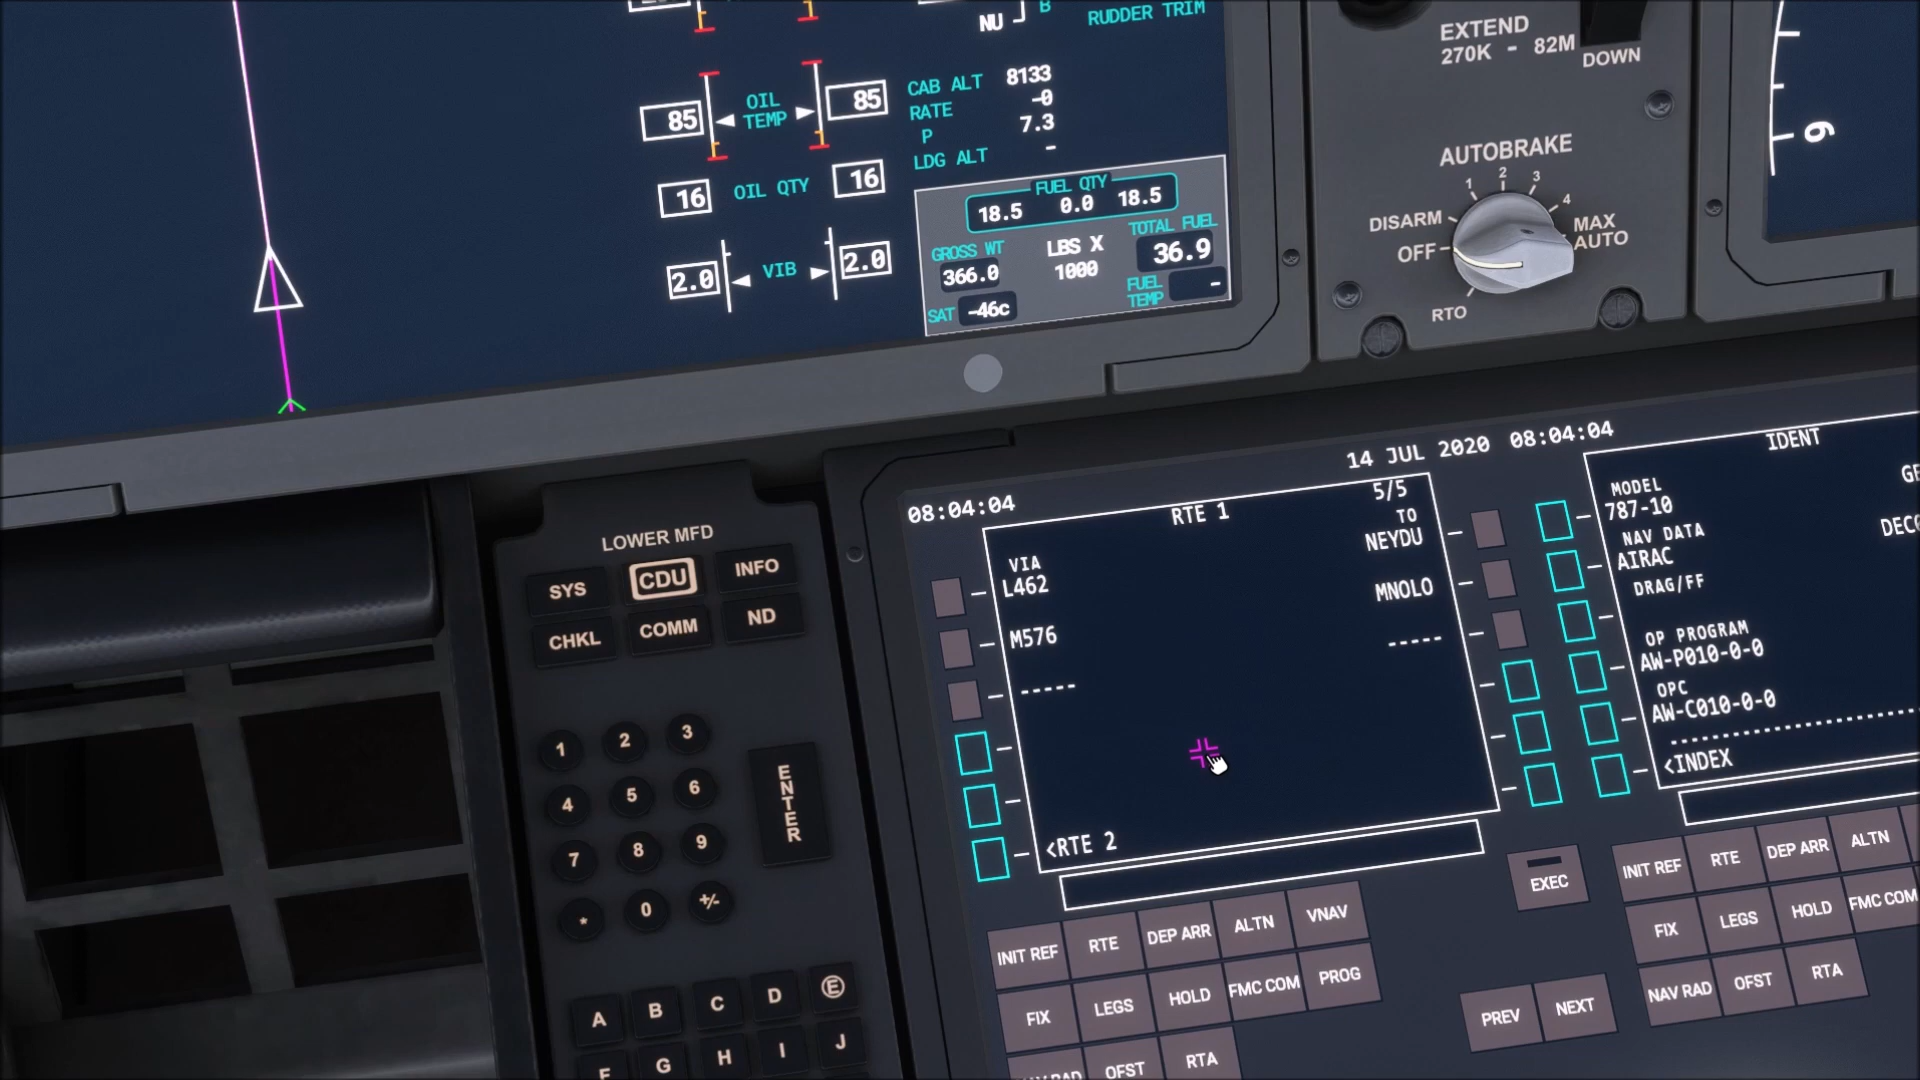 NU
B
RUDDER TRIM
85
OIL
TEMP
85
16
OIL QTY
16
2.0
VIB
2.0
CAB ALT 8133
RATE -0
P 7.3
LDG ALT -
FUEL QTY
18.5 0.0 18.5
GROSS WT
366.0
LBS X
1000
TOTAL FUEL
36.9
SAT -46c
FUEL
TEMP
-
EXTEND
270K - 82M
DOWN
AUTOBRAKE
1
2
3
4
DISARM
OFF
RTO
MAX
AUTO
6
LOWER MFD
SYS
CDU
INFO
CHKL
COMM
ND
1
2
3
4
5
6
7
8
9
*
0
+/-
ENTER
A
B
C
D
E
G
H
I
J
14 JUL 2020 08:04:04
08:04:04
RTE 1
5/5
VIA
TO
L462
NEYDU
M576
MNOLO
-----
-----
<RTE 2
IDENT
MODEL
787-10
NAV DATA
AIRAC
DRAG/FF
OP PROGRAM
AW-P010-0-0
OPC
AW-C010-0-0
<INDEX
INIT REF
RTE
DEP ARR
ALTN
VNAV
FIX
LEGS
HOLD
FMC COM
PROG
OFST
RTA
EXEC
PREV
NEXT
INIT REF
RTE
DEP ARR
ALTN
FIX
LEGS
HOLD
FMC COM
NAV RAD
OFST
RTA